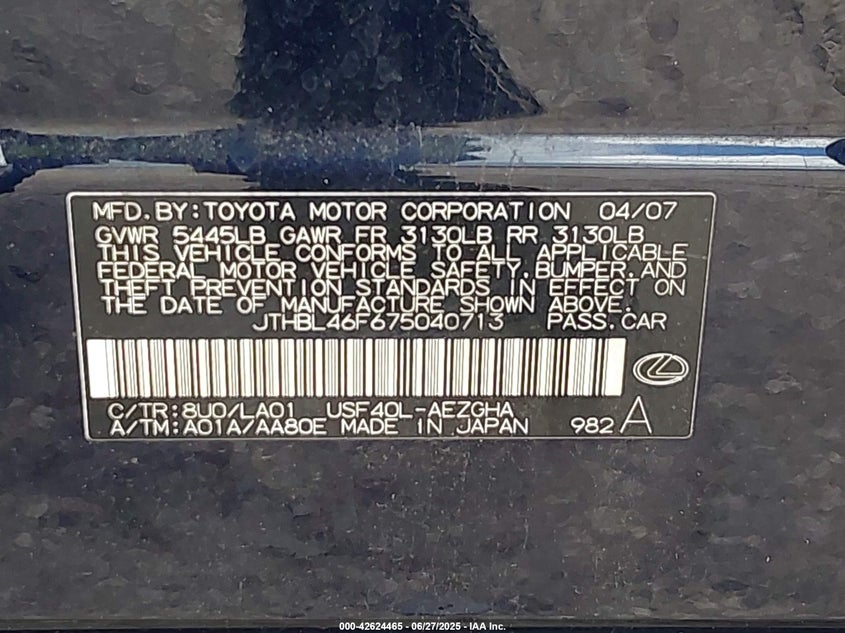 MFD. BY: TOYOTA MOTOR CORPORATION 04/07
GVWR 5445LB GAWR FR 3130LB RR 3130LB
THIS VEHICLE CONFORMS TO ALL APPLICABLE
FEDERAL MOTOR VEHICLE SAFETY, BUMPER, AND
THEFT PREVENTION STANDARDS IN EFFECT ON
THE DATE OF MANUFACTURE SHOWN ABOVE.
JTHBL46F675040713 PASS. CAR
C/TR: 8U0/LA01 USF40L-AEZGHA
A/TM: A01A/AA80E MADE IN JAPAN 982 A
000-42624465 - 06/27/2025 - IAA Inc.